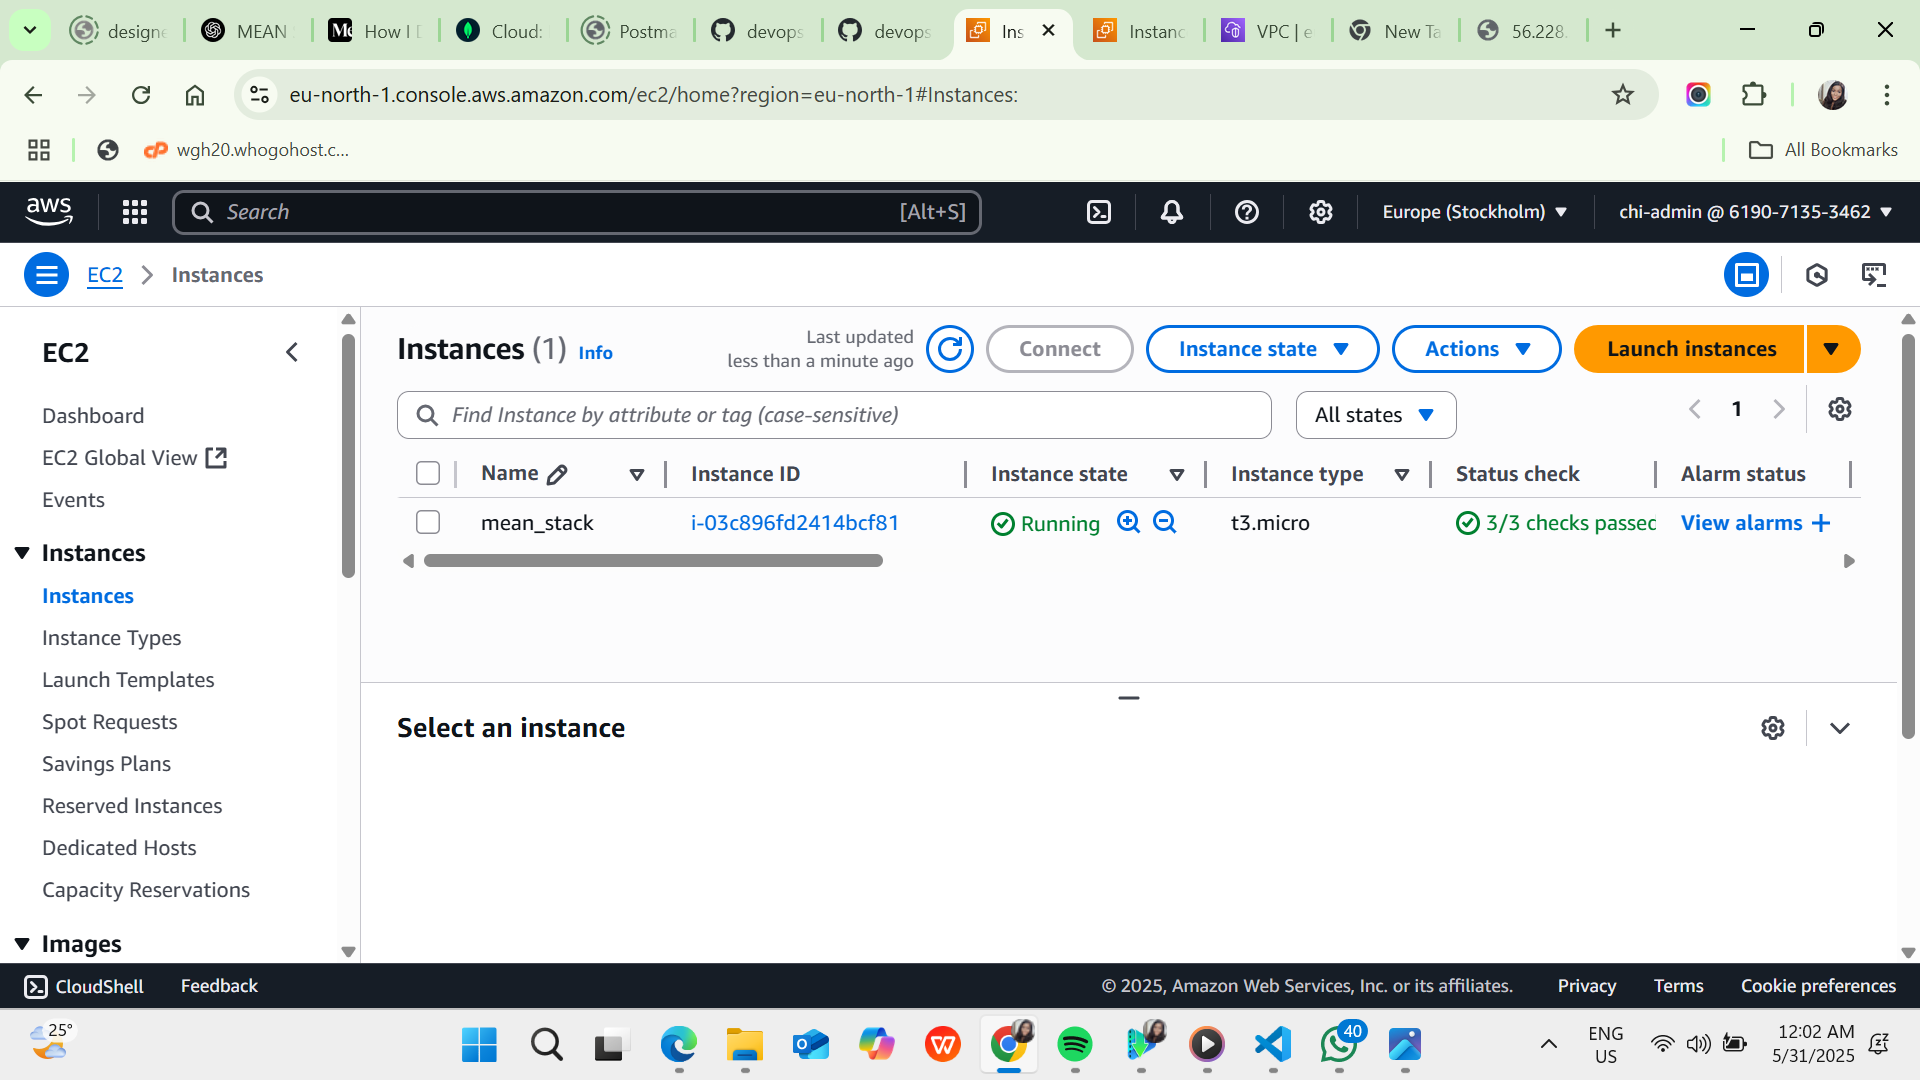 designe
MEAN
How I D
Cloud:
Postma
devops
devops
Ins
Instanc
VPC | e
New Ta
56.228.
eu-north-1.console.aws.amazon.com/ec2/home?region=eu-north-1#Instances:
wgh20.whogohost.c...
All Bookmarks
aws
Search
[Alt+S]
Europe (Stockholm)
chi-admin @ 6190-7135-3462
EC2
Instances
EC2
Dashboard
EC2 Global View
Events
Instances
Instances
Instance Types
Launch Templates
Spot Requests
Savings Plans
Reserved Instances
Dedicated Hosts
Capacity Reservations
Images
Instances (1) Info
Last updated
less than a minute ago
Connect
Instance state
Actions
Launch instances
Find Instance by attribute or tag (case-sensitive)
All states
1
Name
Instance ID
Instance state
Instance type
Status check
Alarm status
mean_stack
i-03c896fd2414bcf81
Running
t3.micro
3/3 checks passed
View alarms
Select an instance
CloudShell
Feedback
© 2025, Amazon Web Services, Inc. or its affiliates.
Privacy
Terms
Cookie preferences
25°
40
ENG
US
12:02 AM
5/31/2025